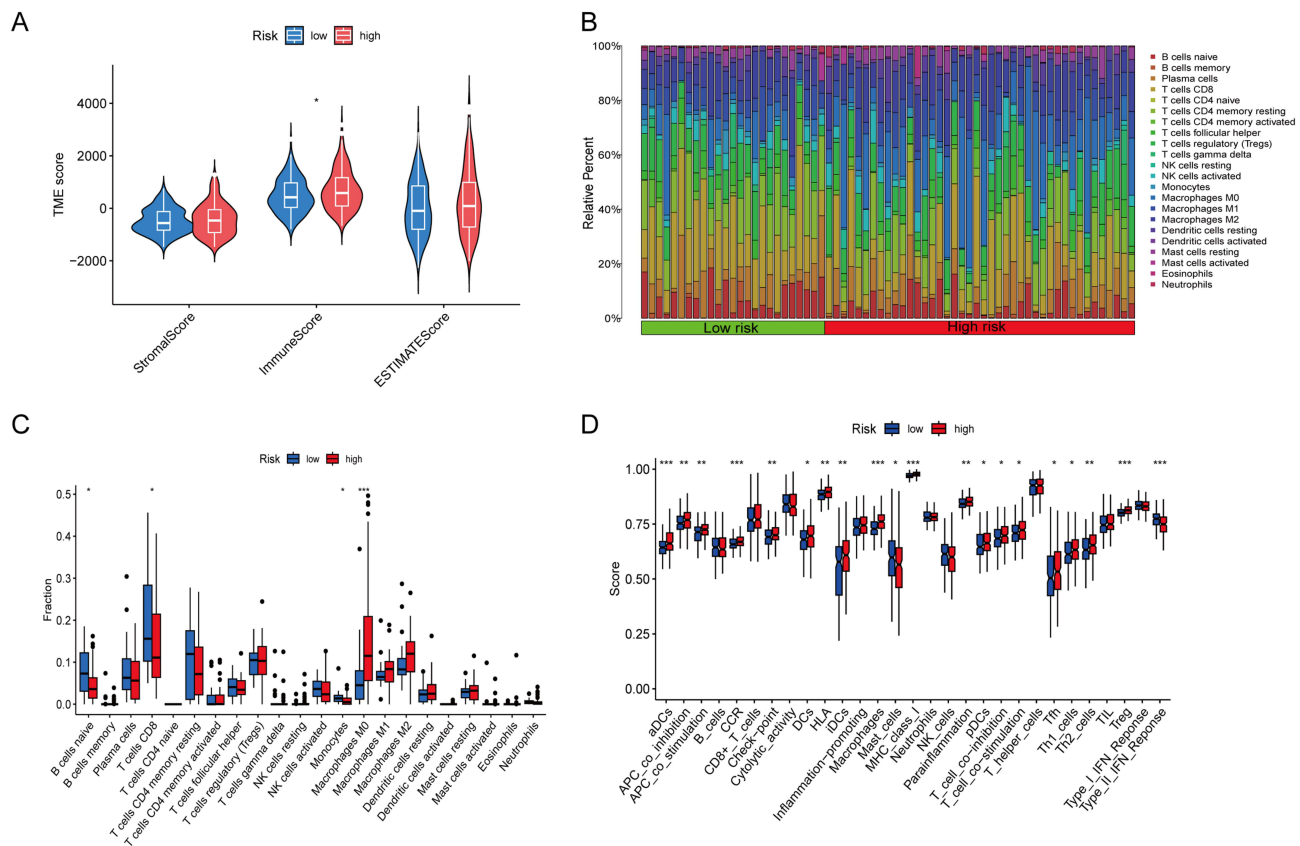 A
Risk low high
*
TME score
4000
2000
0
−2000
StromalScore
ImmuneScore
ESTIMATEScore
B
Relative Percent
100%
80%
60%
40%
20%
0%
Low risk
High risk
B cells naive
B cells memory
Plasma cells
T cells CD8
T cells CD4 naive
T cells CD4 memory resting
T cells CD4 memory activated
T cells follicular helper
T cells regulatory (Tregs)
T cells gamma delta
NK cells resting
NK cells activated
Monocytes
Macrophages M0
Macrophages M1
Macrophages M2
Dendritic cells resting
Dendritic cells activated
Mast cells resting
Mast cells activated
Eosinophils
Neutrophils
C
Risk low high
* * * ***
Fraction
0.5
0.4
0.3
0.2
0.1
0.0
B cells naive
B cells memory
Plasma cells
T cells CD8
T cells CD4 naive
T cells CD4 memory resting
T cells CD4 memory activated
T cells follicular helper
T cells regulatory (Tregs)
T cells gamma delta
NK cells resting
NK cells activated
Monocytes
Macrophages M0
Macrophages M1
Macrophages M2
Dendritic cells resting
Dendritic cells activated
Mast cells resting
Mast cells activated
Eosinophils
Neutrophils
D
Risk low high
*** ** ** *** ** * ** ** *** * *** ** * * * * * ** *** ***
Score
1.00
0.75
0.50
0.25
0.00
aDCs
APC_co_inhibition
APC_co_stimulation
B_cells
CCR
CD8+_T_cells
Check−point
Cytolytic_activity
DCs
HLA
iDCs
Inflammation−promoting
Macrophages
Mast_cells
MHC_class_I
Neutrophils
NK_cells
Parainflammation
pDCs
T_cell_co−inhibition
T_cell_co−stimulation
T_helper_cells
Tfh
Th1_cells
Th2_cells
TIL
Treg
Type_I_IFN_Reponse
Type_II_IFN_Reponse